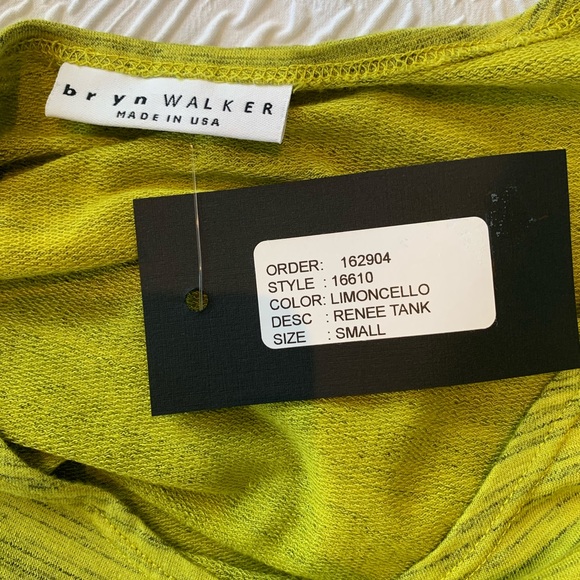 bryn WALKER
MADE IN USA
ORDER: 162904
STYLE : 16610
COLOR: LIMONCELLO
DESC : RENEE TANK
SIZE : SMALL